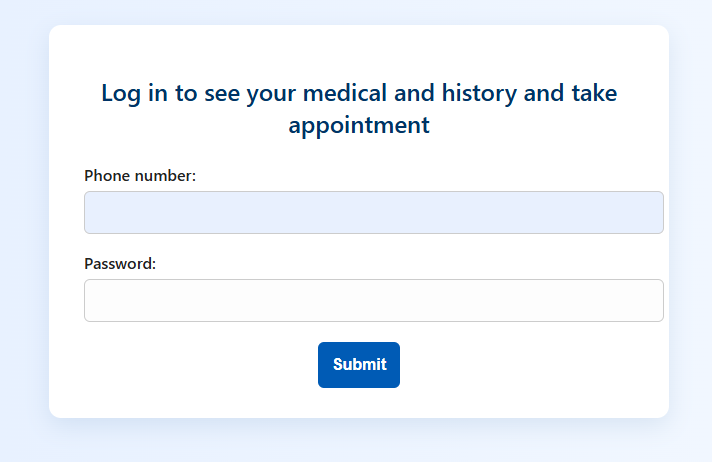 Log in to see your medical and history and take
appointment
Phone number:
Password:
Submit